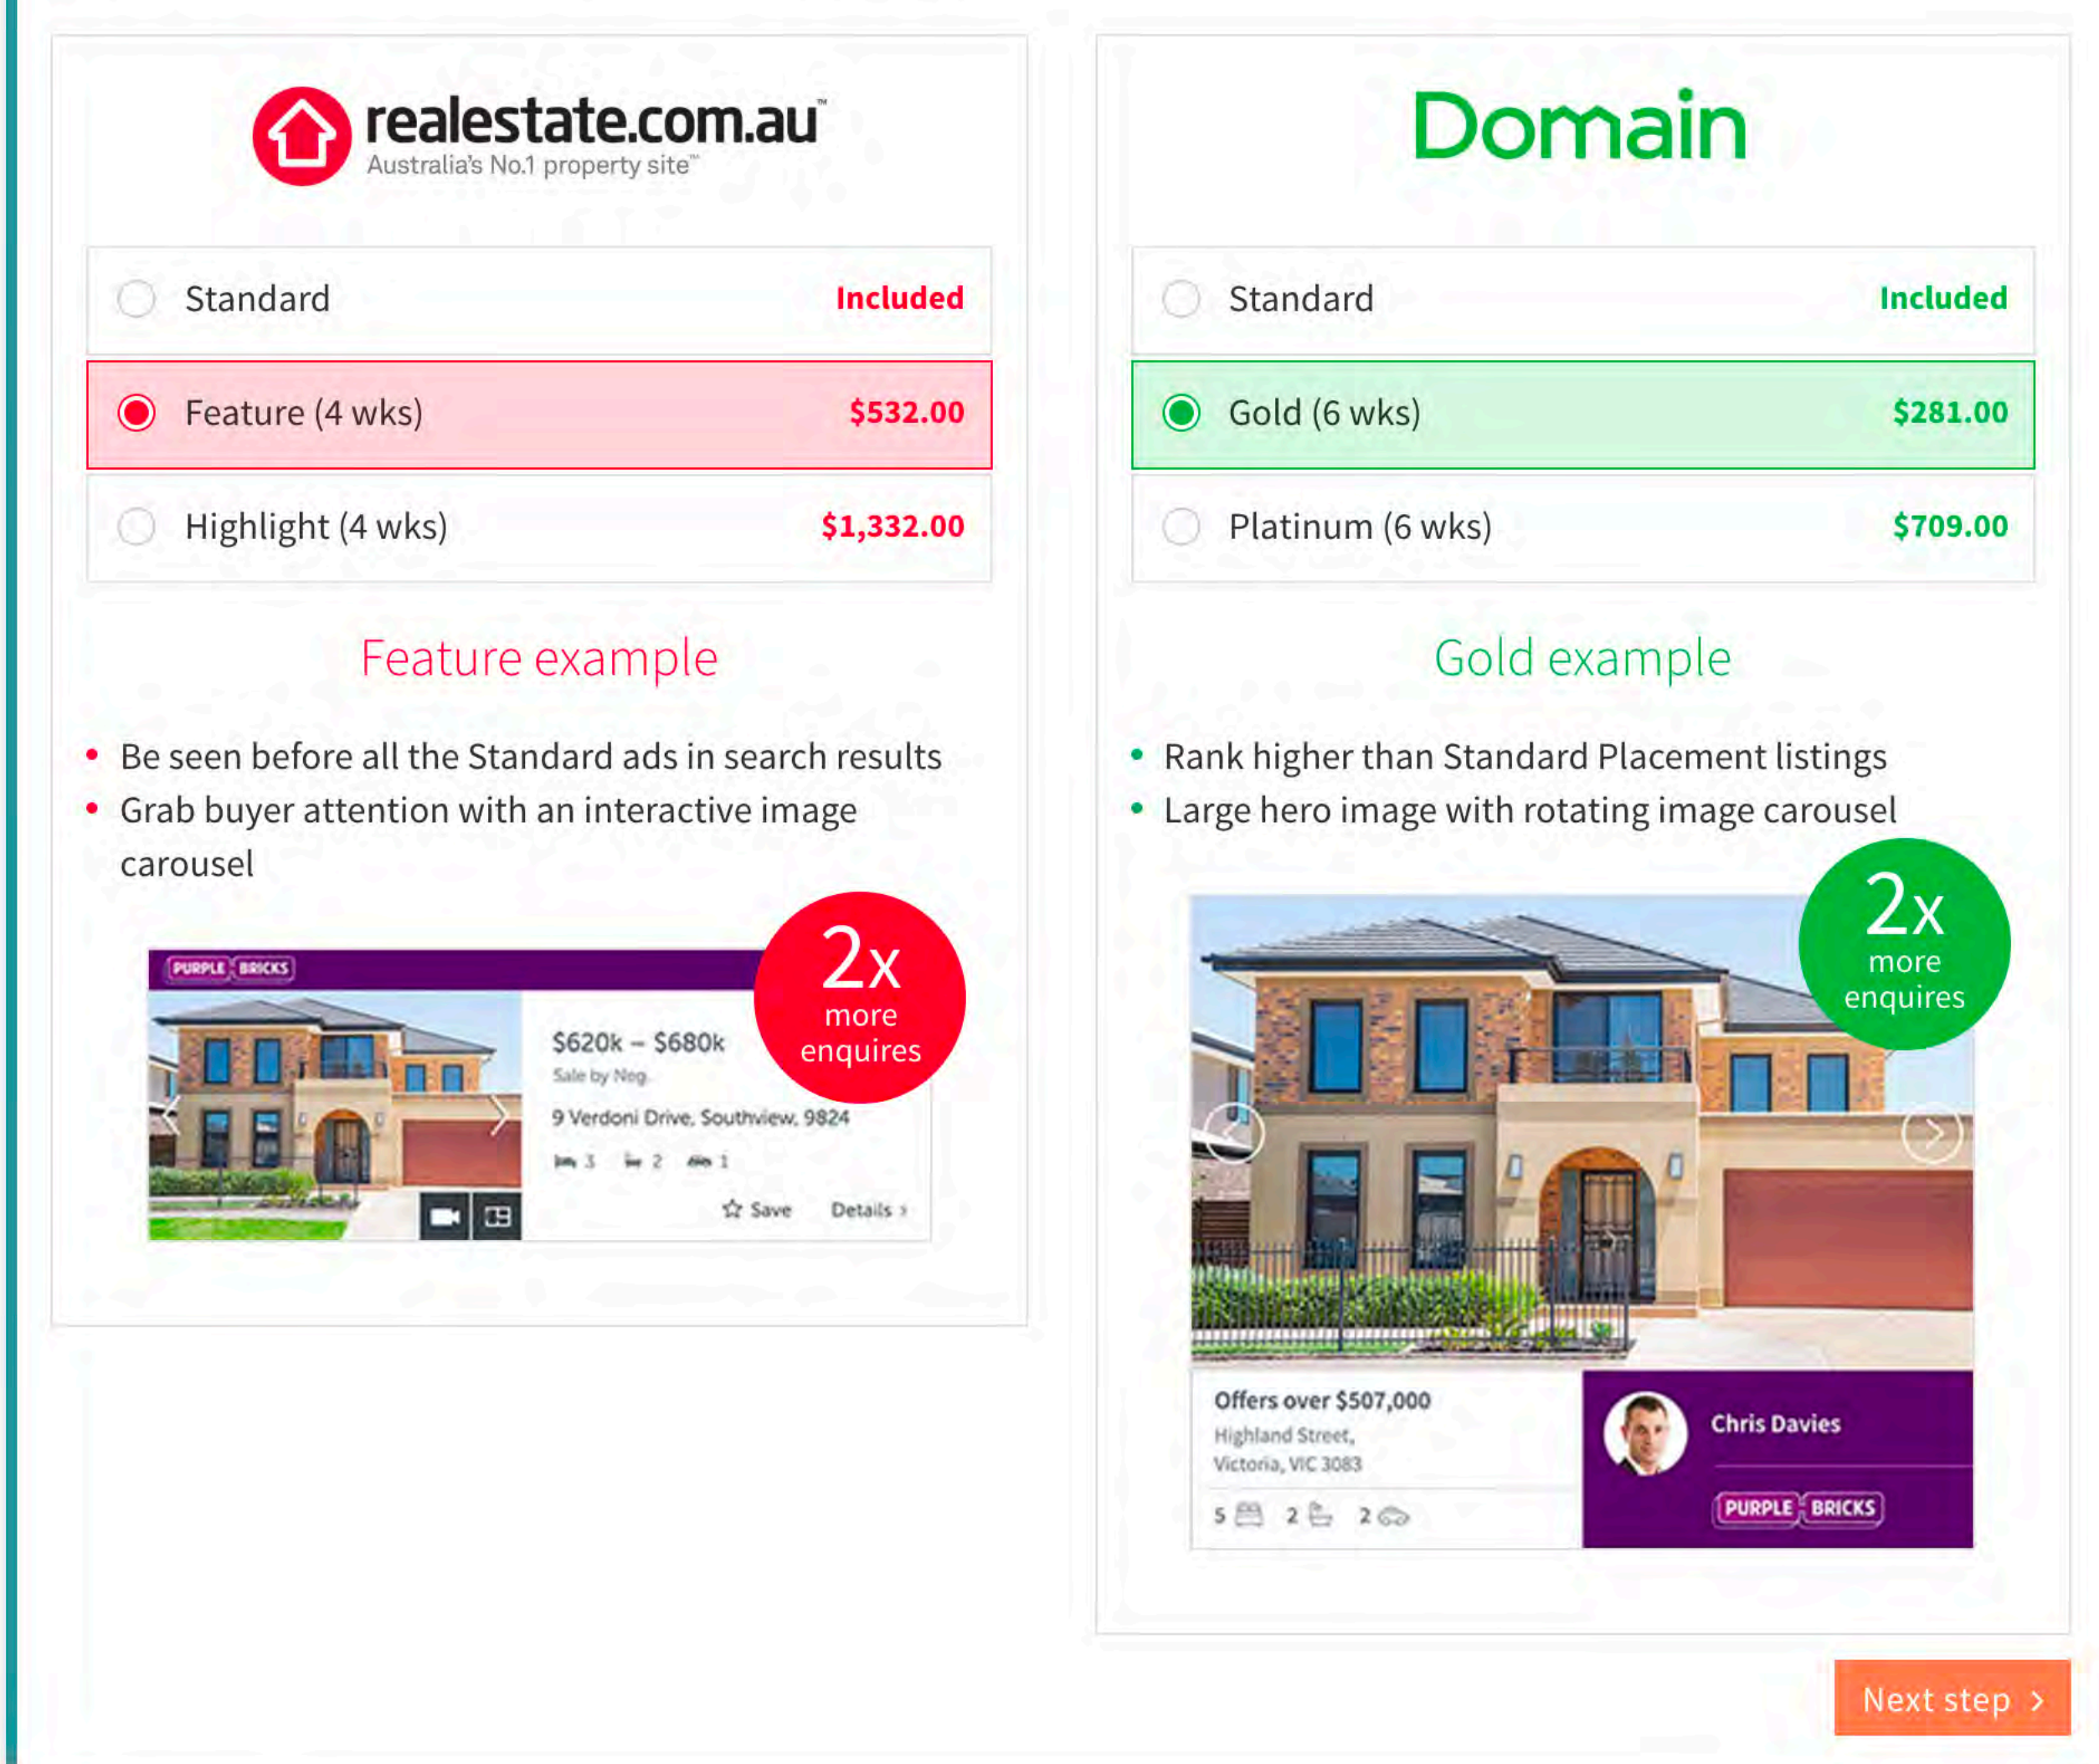 realestate.com.au™
Australia's No.1 property site™
Standard Included
Feature (4 wks) $532.00
Highlight (4 wks) $1,332.00
Feature example
• Be seen before all the Standard ads in search results
• Grab buyer attention with an interactive image
carousel
2x
more
enquires
PURPLE BRICKS
$620k – $680k
Sale by Neg.
9 Verdoni Drive, Southview, 9824
3 2 1
Save Details ›
Domain
Standard Included
Gold (6 wks) $281.00
Platinum (6 wks) $709.00
Gold example
• Rank higher than Standard Placement listings
• Large hero image with rotating image carousel
2x
more
enquires
Offers over $507,000
Highland Street,
Victoria, VIC 3083
5 2 2
Chris Davies
PURPLE BRICKS
Next step ›